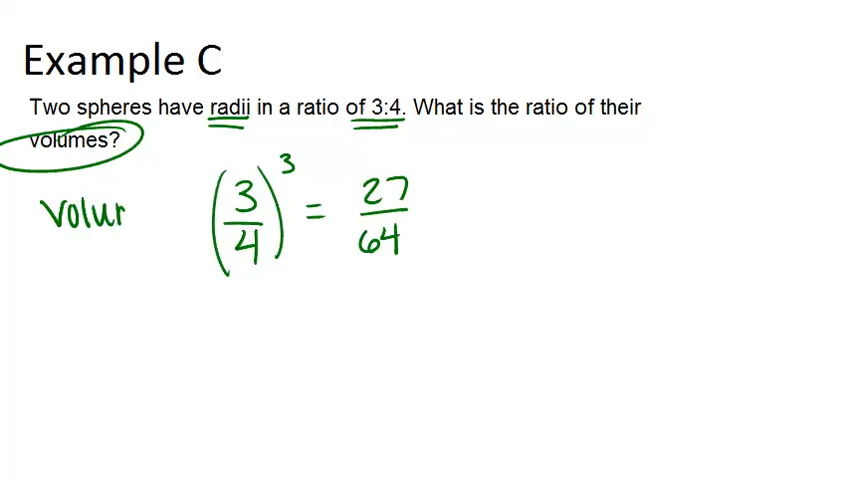 Example C
Two spheres have radii in a ratio of 3:4. What is the ratio of their
volumes?
Volur (3/4)^3 = 27/64